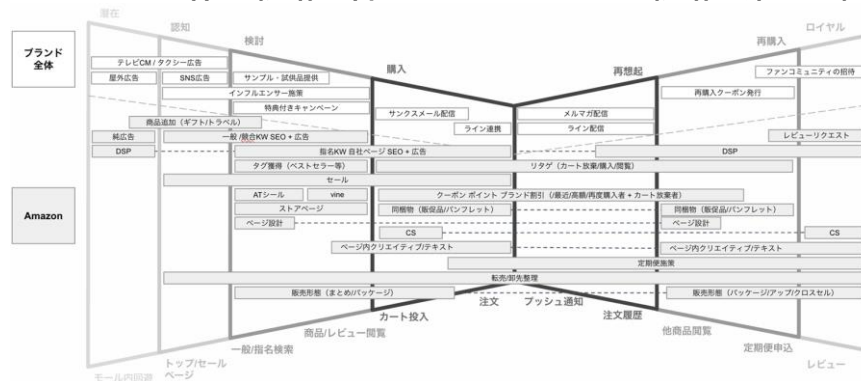 潜在
認知
検討
購入
再想起
再購入
ロイヤル
ブランド
全体
テレビCM / タクシー広告
ファンコミュニティの招待
屋外広告
SNS広告
サンプル・試供品提供
インフルエンサー施策
再購入クーポン発行
特典付きキャンペーン
サンクスメール配信
メルマガ配信
商品追加（ギフト/トラベル）
ライン連携
ライン配信
純広告
一般/競合KW SEO + 広告
レビューリクエスト
DSP
指名KW 自社ページ SEO + 広告
DSP
タグ獲得（ベストセラー等）
リタゲ（カート放棄/購入/閲覧）
セール
Amazon
ATシール
vine
クーポン ポイント ブランド割引（/最近/高額/再度購入者 + カート放棄者）
ストアページ
同梱物（販促品/パンフレット）
同梱物（販促品/パンフレット）
ページ設計
ページ設計
CS
CS
ページ内クリエイティブ/テキスト
ページ内クリエイティブ/テキスト
定期便施策
転売/卸先整理
販売形態（まとめ/パッケージ）
販売形態（パッケージ/アップ/クロスセル）
注文
プッシュ通知
カート投入
注文履歴
商品/レビュー閲覧
他商品閲覧
一般/指名検索
定期便申込
トップ/セール
ページ
レビュー
モール内回遊